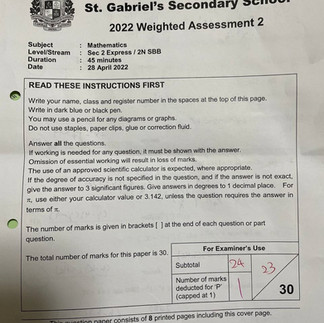 St. Gabriel's Secondary School
2022 Weighted Assessment 2
Subject : Mathematics
Level/Stream : Sec 2 Express / 2N SBB
Duration : 45 minutes
Date : 28 April 2022
READ THESE INSTRUCTIONS FIRST
Write your name, class and register number in the spaces at the top of this page.
Write in dark blue or black pen.
You may use a pencil for any diagrams or graphs.
Do not use staples, paper clips, glue or correction fluid.
Answer all the questions.
If working is needed for any question, it must be shown with the answer.
Omission of essential working will result in loss of marks.
The use of an approved scientific calculator is expected, where appropriate.
If the degree of accuracy is not specified in the question, and if the answer is not exact,
give the answer to 3 significant figures. Give answers in degrees to 1 decimal place. For
π, use either your calculator value or 3.142, unless the question requires the answer in
terms of π.
The number of marks is given in brackets [ ] at the end of each question or part
question.
The total number of marks for this paper is 30.
For Examiner's Use
Subtotal 24
23
Number of marks
deducted for 'P'
(capped at 1)
1
30
This question paper consists of 8 printed pages including this cover page.